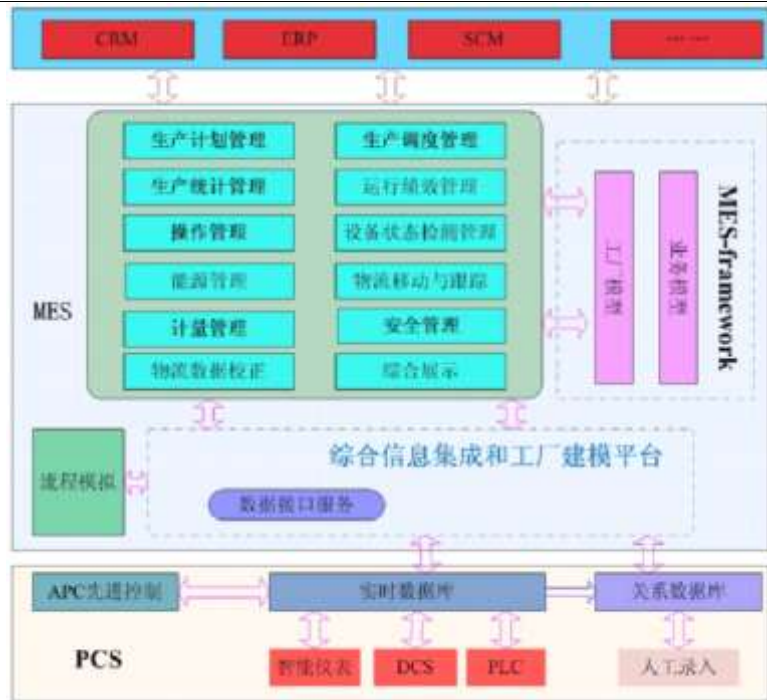 CRM ERP SCM ... ...
生产计划管理 生产调度管理
生产统计管理 运行绩效管理
操作管理 设备状态检测管理
能源管理 物流移动与跟踪
计量管理 安全管理
物流数据校正 综合展示
MES
工厂模型
业务模型
MES-framework
流程模拟
综合信息集成和工厂建模平台
数据接口服务
APC先进控制 实时数据库 关系数据库
PCS
智能仪表 DCS PLC 人工录入